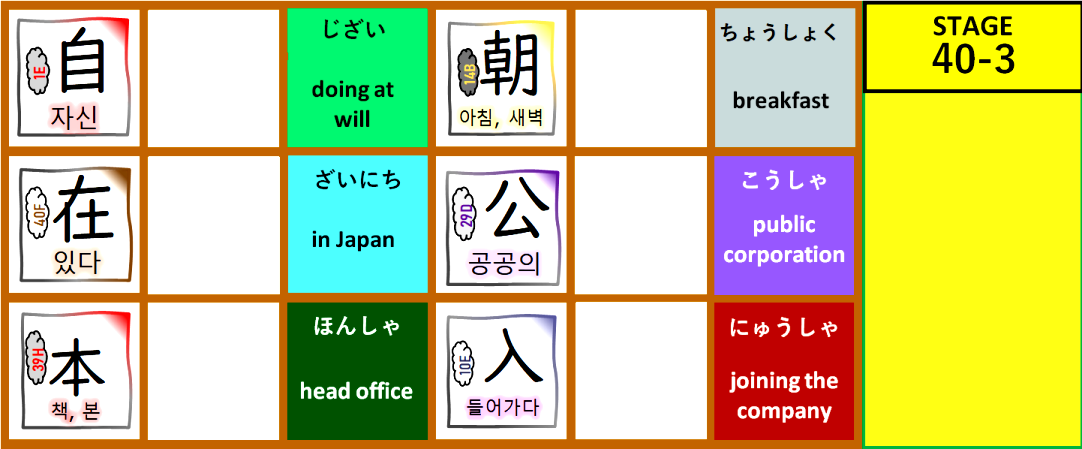 1E
自
자신
じざい
doing at
will
14B
朝
아침, 새벽
ちょうしょく
breakfast
STAGE
40-3
40F
在
있다
ざいにち
in Japan
29D
公
공공의
こうしゃ
public
corporation
39H
本
책, 본
ほんしゃ
head office
10E
入
들어가다
にゅうしゃ
joining the
company